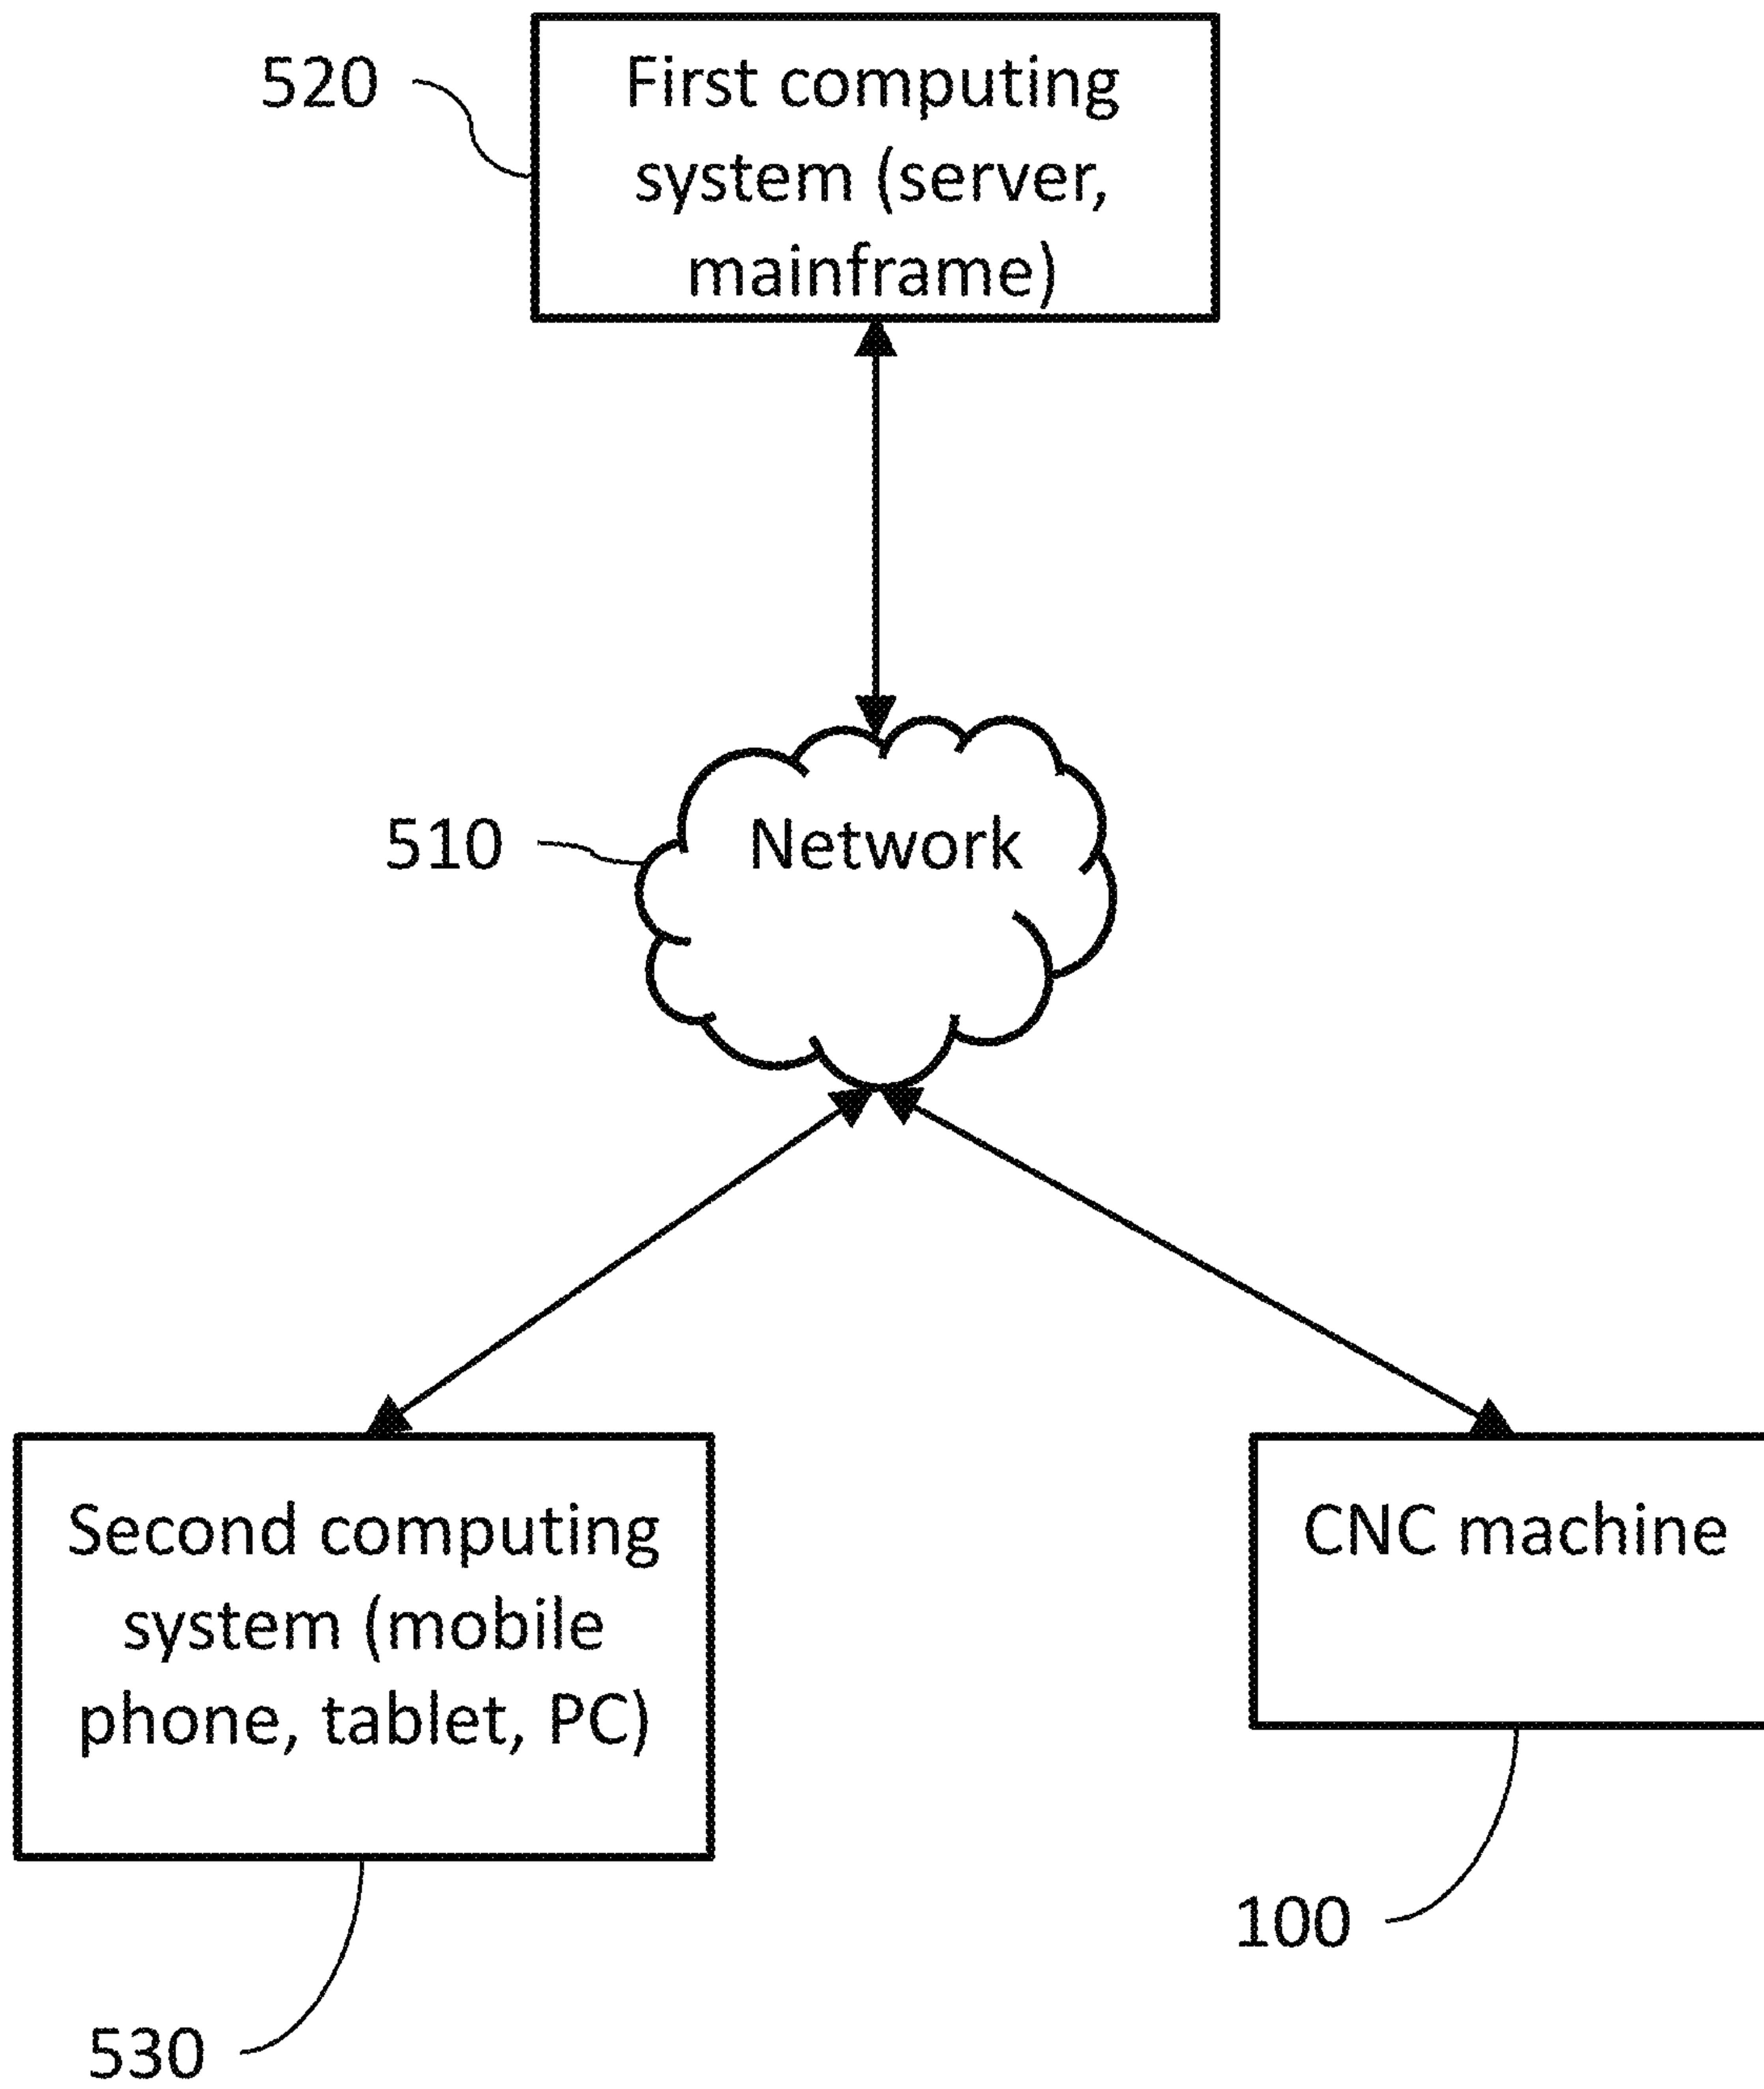 520
First computing
system (server,
mainframe)
510
Network
Second computing
system (mobile
phone, tablet, PC)
CNC machine
100
530